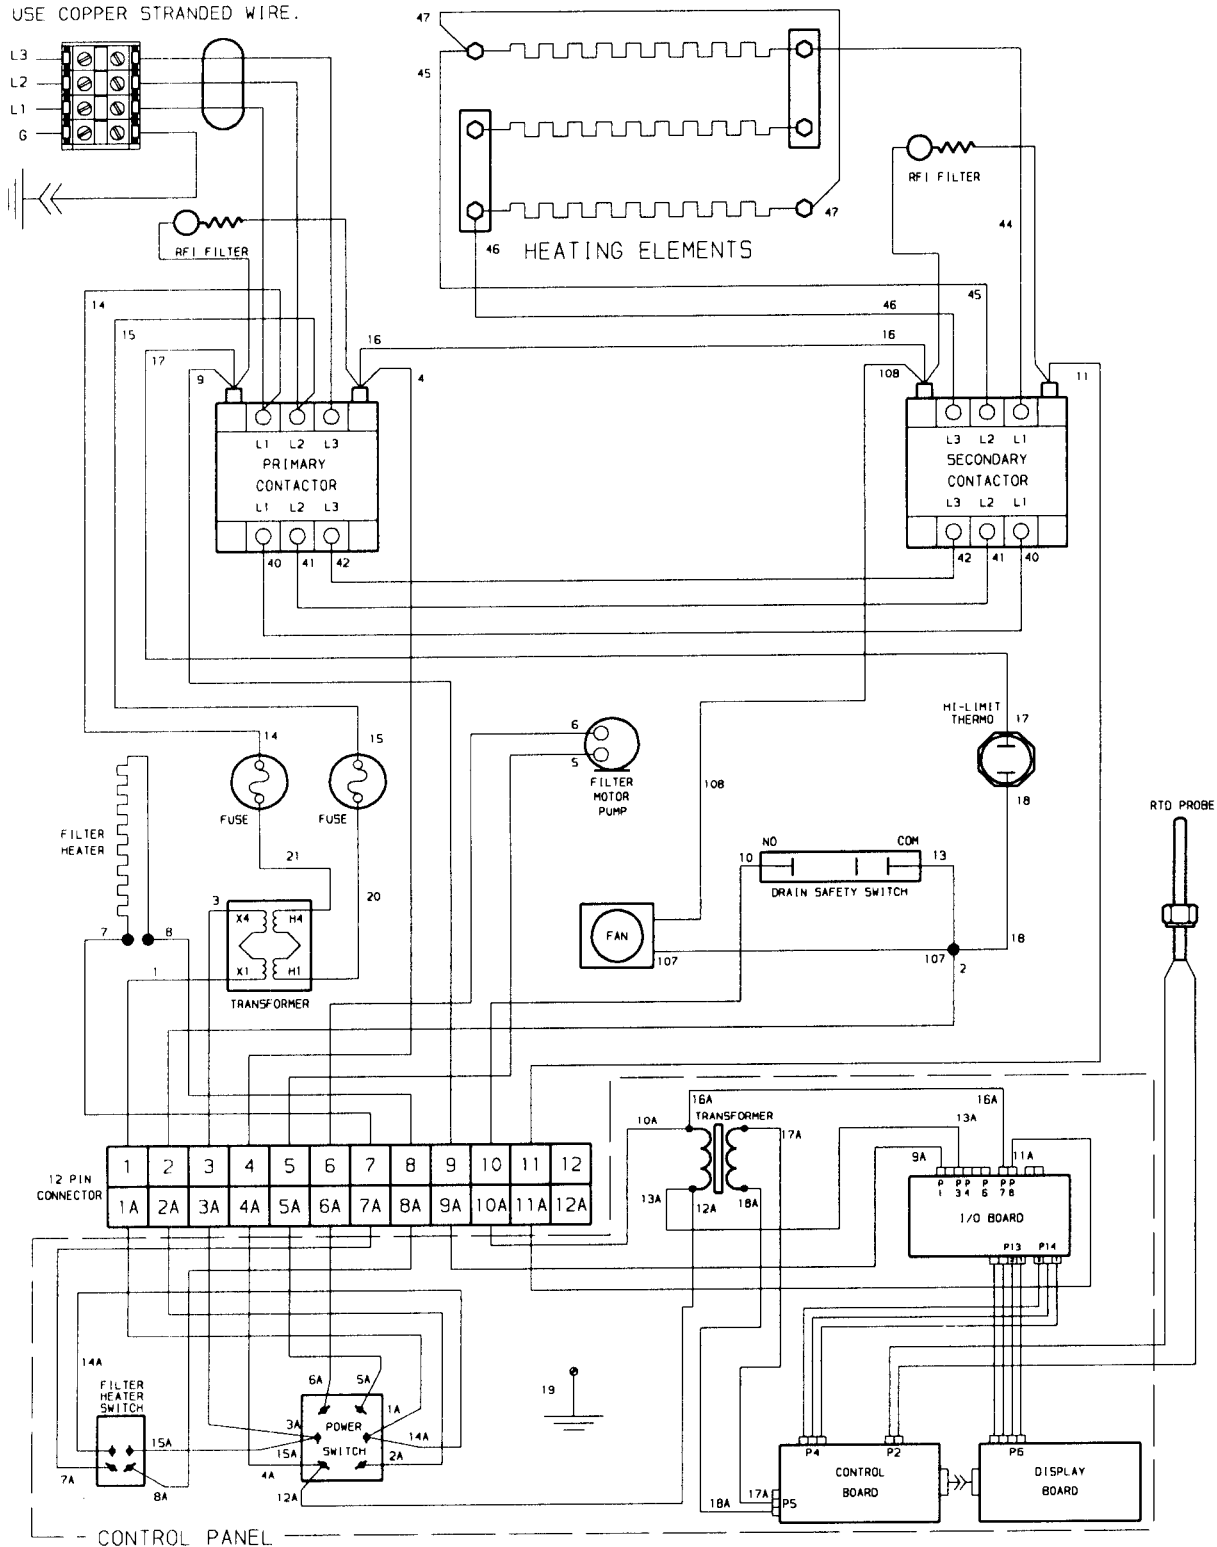 USE COPPER STRANDED WIRE.
L3
L2
L1
G
47
45
47
46
HEATING ELEMENTS
RFI FILTER
44
RFI FILTER
14
15
17
9
16
4
46
45
16
108
11
L1 L2 L3
PRIMARY
CONTACTOR
L1 L2 L3
40 41 42
L3 L2 L1
SECONDARY
CONTACTOR
L3 L2 L1
42 41 40
HI-LIMIT
THERMO
17
18
14
15
FUSE
FUSE
6
5
FILTER
MOTOR
PUMP
108
RTD PROBE
FILTER
HEATER
21
20
NO
COM
10
13
DRAIN SAFETY SWITCH
3
X4 H4
X1 H1
TRANSFORMER
7
8
1
FAN
107
107
18
2
12 PIN
CONNECTOR
1 2 3 4 5 6 7 8 9 10 11 12
1A 2A 3A 4A 5A 6A 7A 8A 9A 10A 11A 12A
10A
16A
TRANSFORMER
17A
13A
12A
18A
16A
13A
9A
11A
P P P P P P
1 3 4 6 7 8
I/O BOARD
P13 P14
14A
FILTER
HEATER
SWITCH
15A
7A
8A
6A
5A
3A
1A
POWER
SWITCH
15A
14A
4A
2A
12A
19
P4
P2
CONTROL
BOARD
17A
18A
P5
P6
DISPLAY
BOARD
CONTROL PANEL